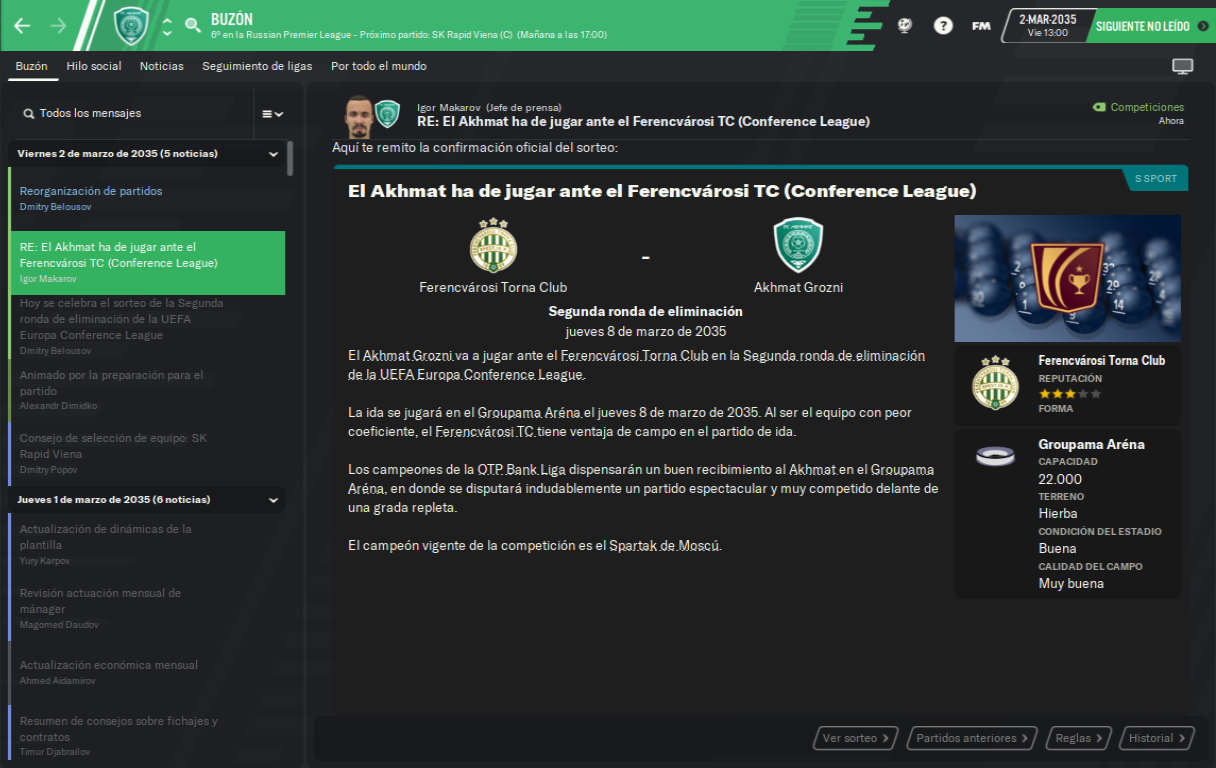 BUZÓN
6º en la Russian Premier League - Próximo partido: SK Rapid Viena (C) (Mañana a las 17:00)
FM
2-MAR-2035
Vie 13:00
SIGUIENTE NO LEÍDO
Buzón
Hilo social
Noticias
Seguimiento de ligas
Por todo el mundo
Todos los mensajes
Viernes 2 de marzo de 2035 (5 noticias)
Reorganización de partidos
Dmitry Belousov
RE: El Akhmat ha de jugar ante el
Ferencvárosi TC (Conference League)
Igor Makarov
Hoy se celebra el sorteo de la Segunda
ronda de eliminación de la UEFA
Europa Conference League
Dmitry Belousov
Animado por la preparación para el
partido
Alexandr Dimidko
Consejo de selección de equipo: SK
Rapid Viena
Dmitry Popov
Jueves 1 de marzo de 2035 (6 noticias)
Actualización de dinámicas de la
plantilla
Yury Karpov
Revisión actuación mensual de
mánager
Magomed Daudov
Actualización económica mensual
Ahmed Aidamirov
Resumen de consejos sobre fichajes y
contratos
Timur Djabrailov
Igor Makarov (Jefe de prensa)
RE: El Akhmat ha de jugar ante el Ferencvárosi TC (Conference League)
Competiciones
Ahora
Aquí te remito la confirmación oficial del sorteo:
S SPORT
El Akhmat ha de jugar ante el Ferencvárosi TC (Conference League)
Ferencvárosi Torna Club
-
Akhmat Grozni
Segunda ronda de eliminación
jueves 8 de marzo de 2035
El Akhmat Grozni va a jugar ante el Ferencvárosi Torna Club en la Segunda ronda de eliminación
de la UEFA Europa Conference League.
La ida se jugará en el Groupama Aréna el jueves 8 de marzo de 2035. Al ser el equipo con peor
coeficiente, el Ferencvárosi TC tiene ventaja de campo en el partido de ida.
Los campeones de la OTP Bank Liga dispensarán un buen recibimiento al Akhmat en el Groupama
Aréna, en donde se disputará indudablemente un partido espectacular y muy competido delante de
una grada repleta.
El campeón vigente de la competición es el Spartak de Moscú.
Ferencvárosi Torna Club
REPUTACIÓN
FORMA
Groupama Aréna
CAPACIDAD
22.000
TERRENO
Hierba
CONDICIÓN DEL ESTADIO
Buena
CALIDAD DEL CAMPO
Muy buena
Ver sorteo
Partidos anteriores
Reglas
Historial